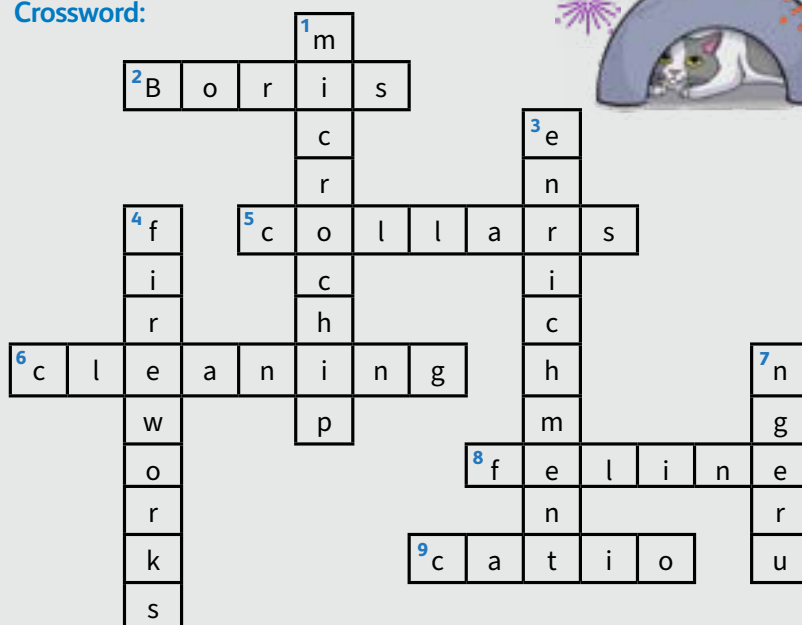 Crossword:
1 m
2 B o r i s
c 3 e
r n
4 f 5 c o l l a r s
i c i
r h c
6 c l e a n i n g h 7 n
w p m g
o 8 f e l i n e
r n r
k 9 c a t i o u
s